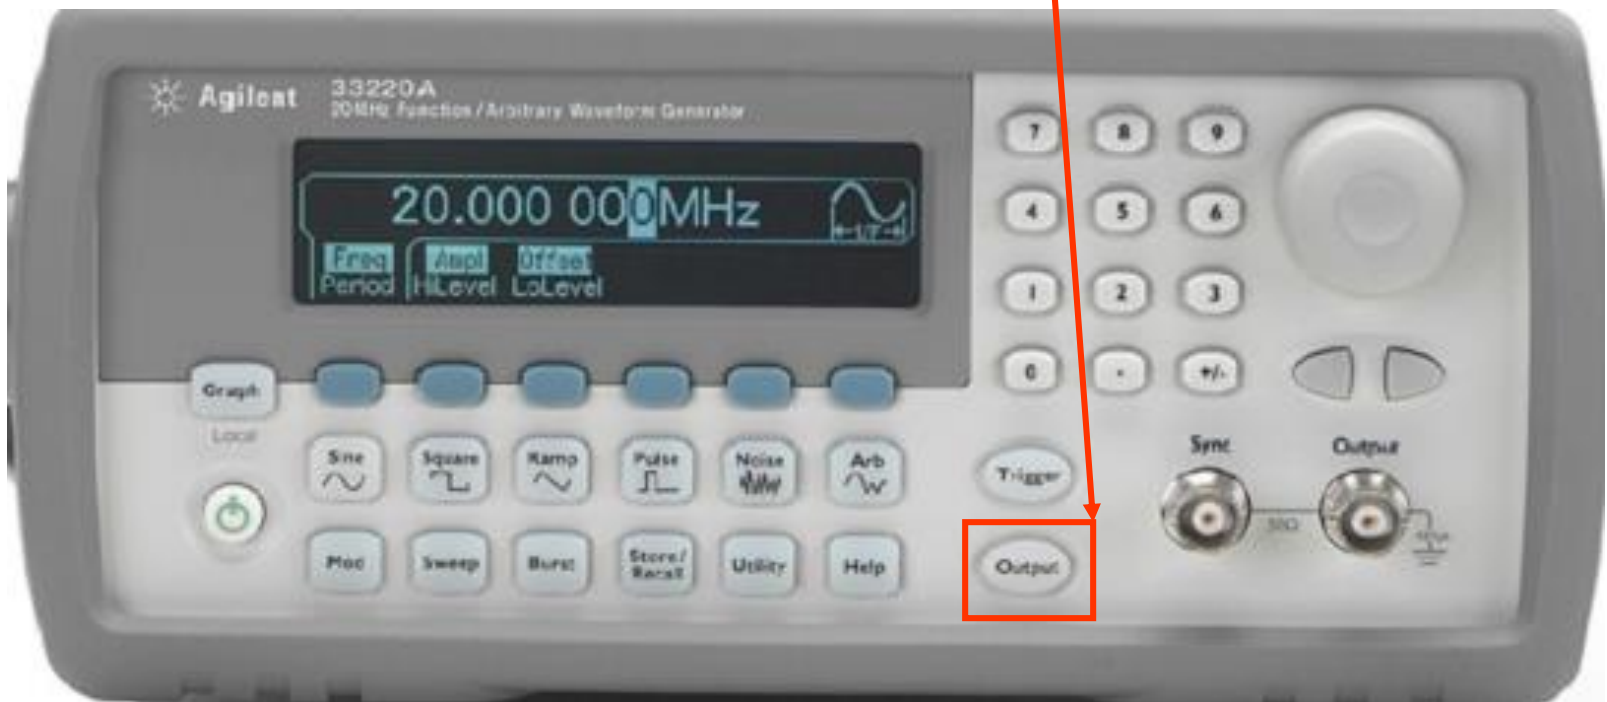 Agilent 33220A
20MHz Function / Arbitrary Waveform Generator
20.000 000MHz
Freq Ampl Offset
Period HiLevel LoLevel
7 8 9
4 5 6
1 2 3
0 . +/-
Graph
Local
Sine Square Ramp Pulse Noise Arb
Trigger
Sync Output
50Ω
Mod Sweep Burst Store/ Utility Help
Recall
Output